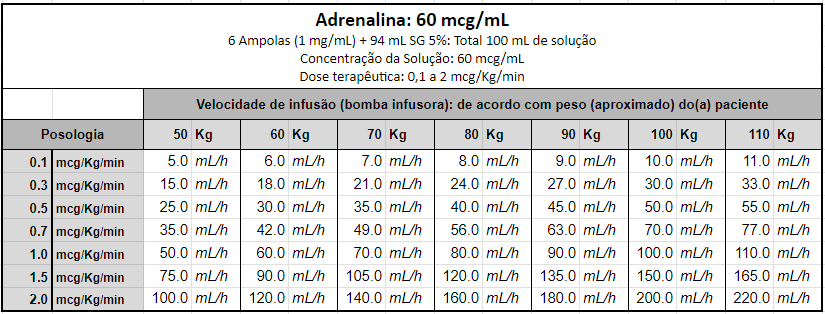 Adrenalina: 60 mcg/mL
6 Ampolas (1 mg/mL) + 94 mL SG 5%: Total 100 mL de solução
Concentração da Solução: 60 mcg/mL
Dose terapêutica: 0,1 a 2 mcg/Kg/min
Velocidade de infusão (bomba infusora): de acordo com peso (aproximado) do(a) paciente
Posologia 50 Kg 60 Kg 70 Kg 80 Kg 90 Kg 100 Kg 110 Kg
0.1 mcg/Kg/min 5.0 mL/h 6.0 mL/h 7.0 mL/h 8.0 mL/h 9.0 mL/h 10.0 mL/h 11.0 mL/h
0.3 mcg/Kg/min 15.0 mL/h 18.0 mL/h 21.0 mL/h 24.0 mL/h 27.0 mL/h 30.0 mL/h 33.0 mL/h
0.5 mcg/Kg/min 25.0 mL/h 30.0 mL/h 35.0 mL/h 40.0 mL/h 45.0 mL/h 50.0 mL/h 55.0 mL/h
0.7 mcg/Kg/min 35.0 mL/h 42.0 mL/h 49.0 mL/h 56.0 mL/h 63.0 mL/h 70.0 mL/h 77.0 mL/h
1.0 mcg/Kg/min 50.0 mL/h 60.0 mL/h 70.0 mL/h 80.0 mL/h 90.0 mL/h 100.0 mL/h 110.0 mL/h
1.5 mcg/Kg/min 75.0 mL/h 90.0 mL/h 105.0 mL/h 120.0 mL/h 135.0 mL/h 150.0 mL/h 165.0 mL/h
2.0 mcg/Kg/min 100.0 mL/h 120.0 mL/h 140.0 mL/h 160.0 mL/h 180.0 mL/h 200.0 mL/h 220.0 mL/h